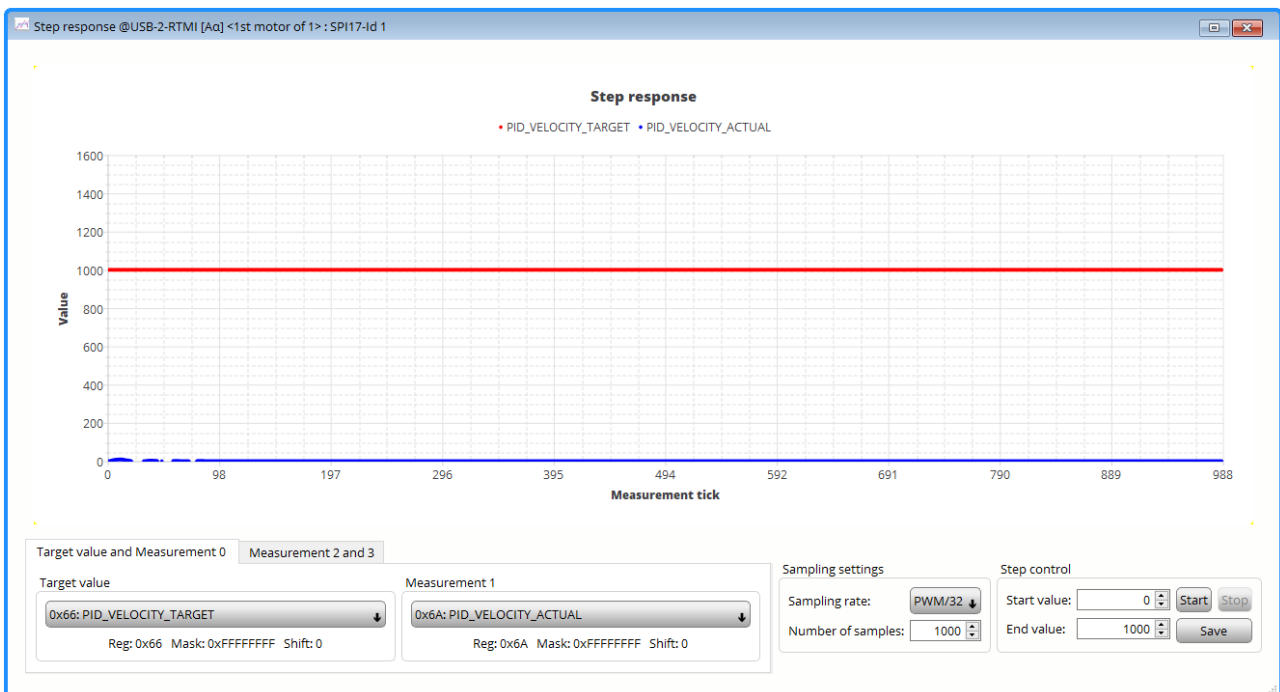 Step response @USB-2-RTMI [Aα] <1st motor of 1> : SPI17-Id 1
Step response
• PID_VELOCITY_TARGET • PID_VELOCITY_ACTUAL
1600
1400
1200
1000
800
600
400
200
0
Value
0 98 197 296 395 494 592 691 790 889 988
Measurement tick
Target value and Measurement 0 Measurement 2 and 3
Target value
0x66: PID_VELOCITY_TARGET
Reg: 0x66 Mask: 0xFFFFFFFF Shift: 0
Measurement 1
0x6A: PID_VELOCITY_ACTUAL
Reg: 0x6A Mask: 0xFFFFFFFF Shift: 0
Sampling settings
Sampling rate: PWM/32
Number of samples: 1000
Step control
Start value: 0 Start Stop
End value: 1000 Save